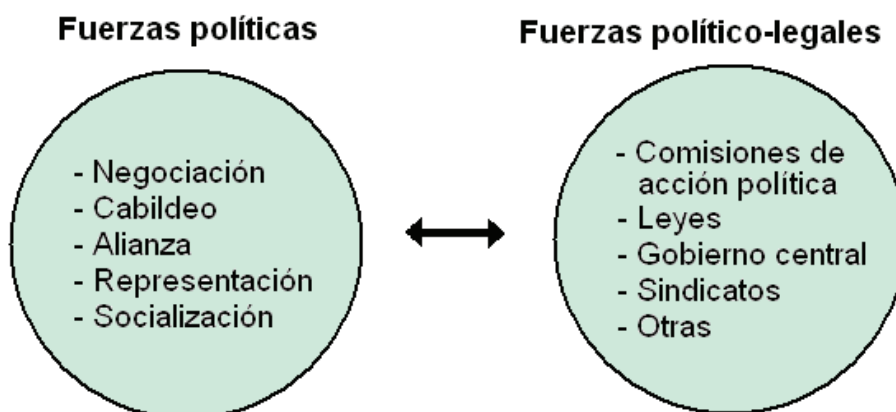 Fuerzas políticas
- Negociación
- Cabildeo
- Alianza
- Representación
- Socialización
Fuerzas político-legales
- Comisiones de
acción política
- Leyes
- Gobierno central
- Sindicatos
- Otras